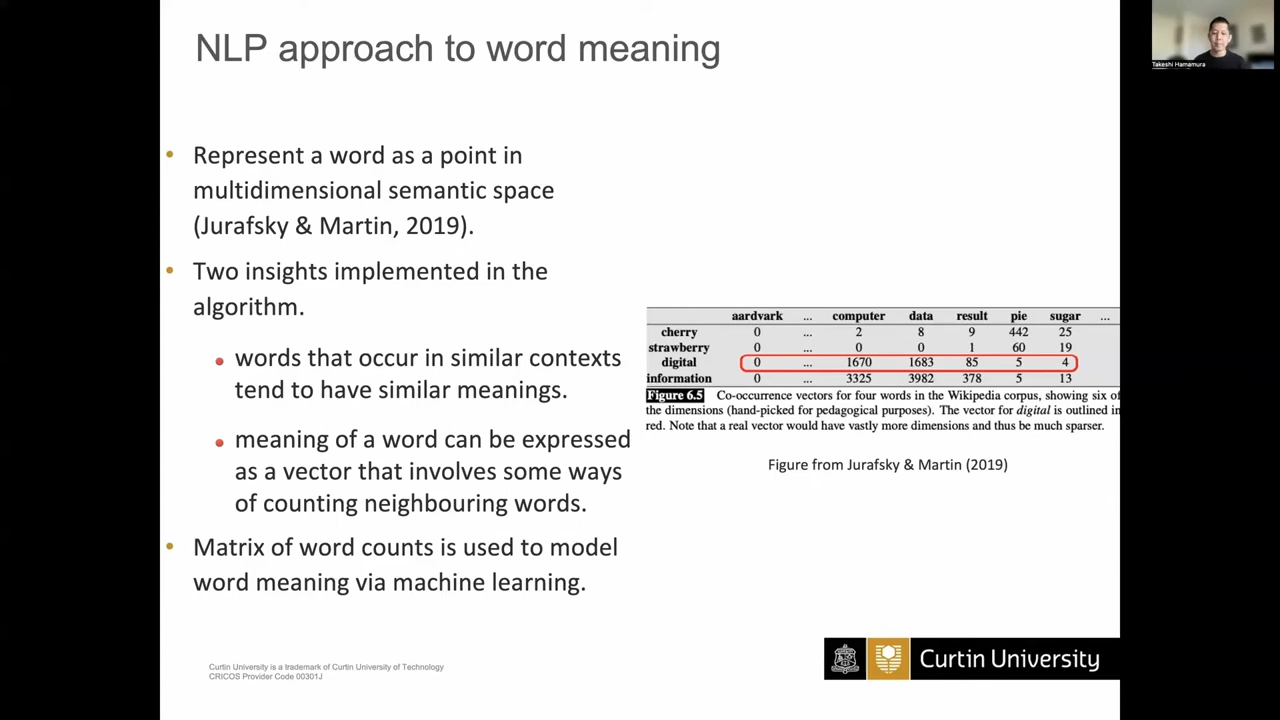 NLP approach to word meaning
Takeshi Hamamura
• Represent a word as a point in
multidimensional semantic space
(Jurafsky & Martin, 2019).
• Two insights implemented in the
algorithm.
• words that occur in similar contexts
tend to have similar meanings.
• meaning of a word can be expressed
as a vector that involves some ways
of counting neighbouring words.
• Matrix of word counts is used to model
word meaning via machine learning.
aardvark ... computer data result pie sugar ...
cherry 0 ... 2 8 9 442 25
strawberry 0 ... 0 0 1 60 19
digital 0 ... 1670 1683 85 5 4
information 0 ... 3325 3982 378 5 13
Figure 6.5 Co-occurrence vectors for four words in the Wikipedia corpus, showing six of
the dimensions (hand-picked for pedagogical purposes). The vector for digital is outlined in
red. Note that a real vector would have vastly more dimensions and thus be much sparser.
Figure from Jurafsky & Martin (2019)
Curtin University is a trademark of Curtin University of Technology
CRICOS Provider Code 00301J
Curtin University